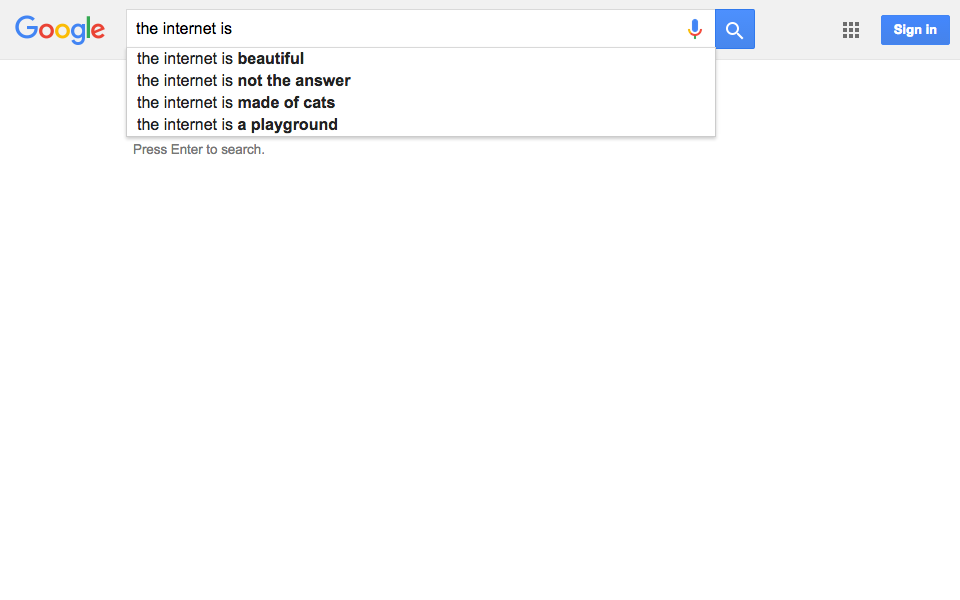 Google
the internet is
Sign in
the internet is beautiful
the internet is not the answer
the internet is made of cats
the internet is a playground
Press Enter to search.